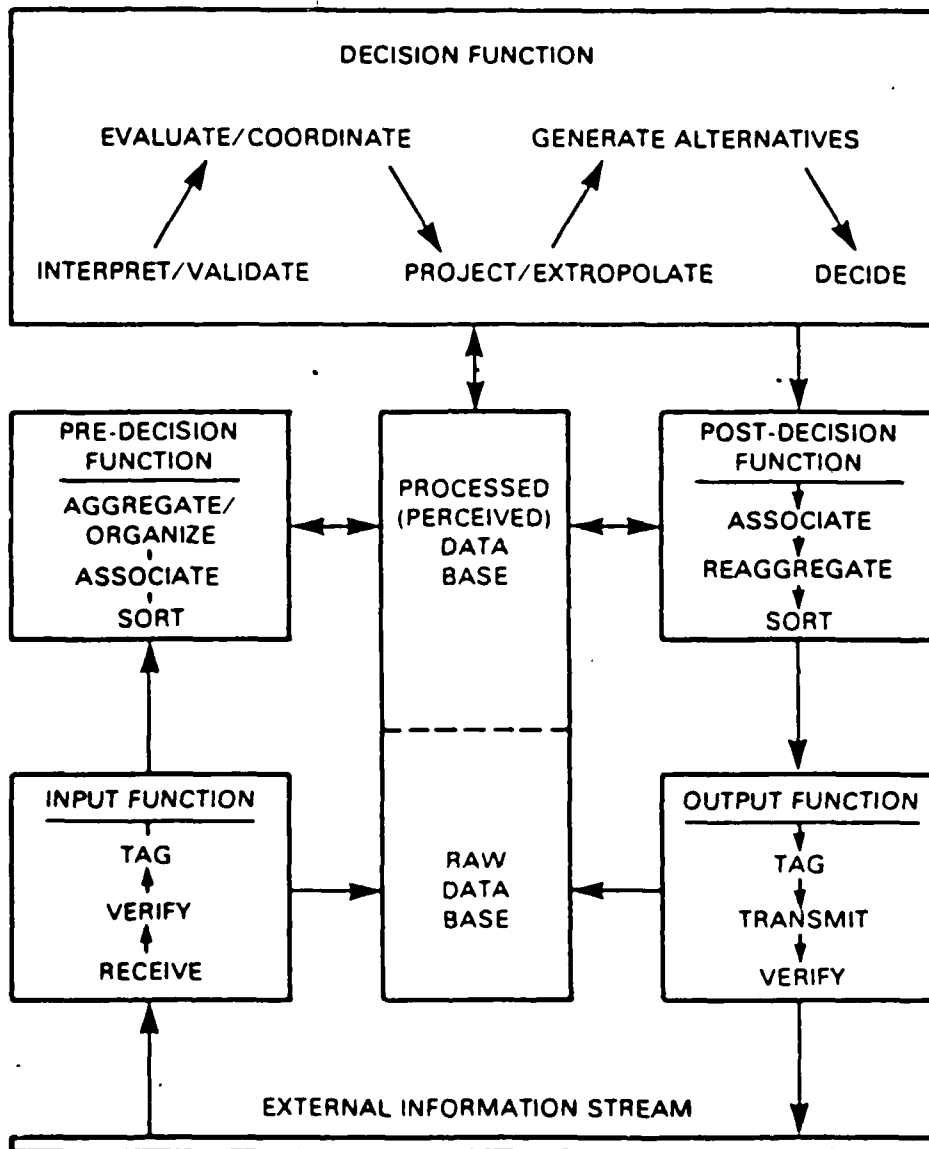 DECISION FUNCTION
EVALUATE/COORDINATE
GENERATE ALTERNATIVES
INTERPRET/VALIDATE
PROJECT/EXTROPOLATE
DECIDE
PRE-DECISION
FUNCTION
AGGREGATE/
ORGANIZE
ASSOCIATE
SORT
PROCESSED
(PERCEIVED)
DATA
BASE
POST-DECISION
FUNCTION
ASSOCIATE
REAGGREGATE
SORT
INPUT FUNCTION
TAG
VERIFY
RECEIVE
RAW
DATA
BASE
OUTPUT FUNCTION
TAG
TRANSMIT
VERIFY
EXTERNAL INFORMATION STREAM